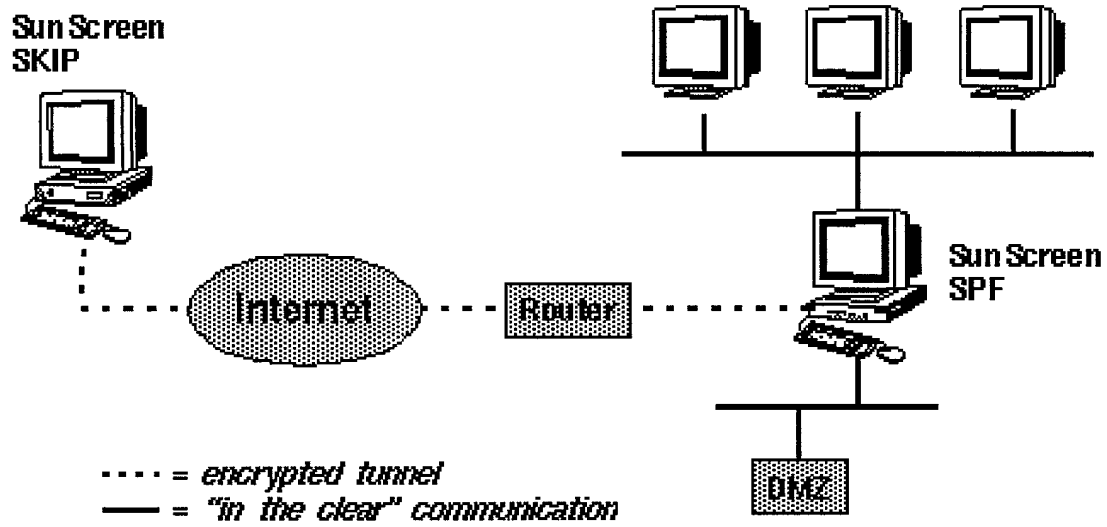 Sun Screen
SKIP
Internet
Router
Sun Screen
SPF
DMZ
---- = encrypted tunnel
—— = "in the clear" communication